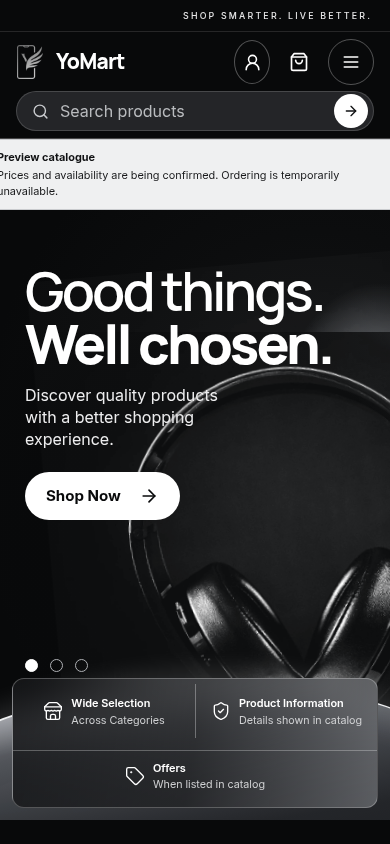 SHOP SMARTER. LIVE BETTER.
YoMart
Search products
Preview catalogue
Prices and availability are being confirmed. Ordering is temporarily
unavailable.
Good things.
Well chosen.
Discover quality products
with a better shopping
experience.
Shop Now
Wide Selection
Across Categories
Product Information
Details shown in catalog
Offers
When listed in catalog